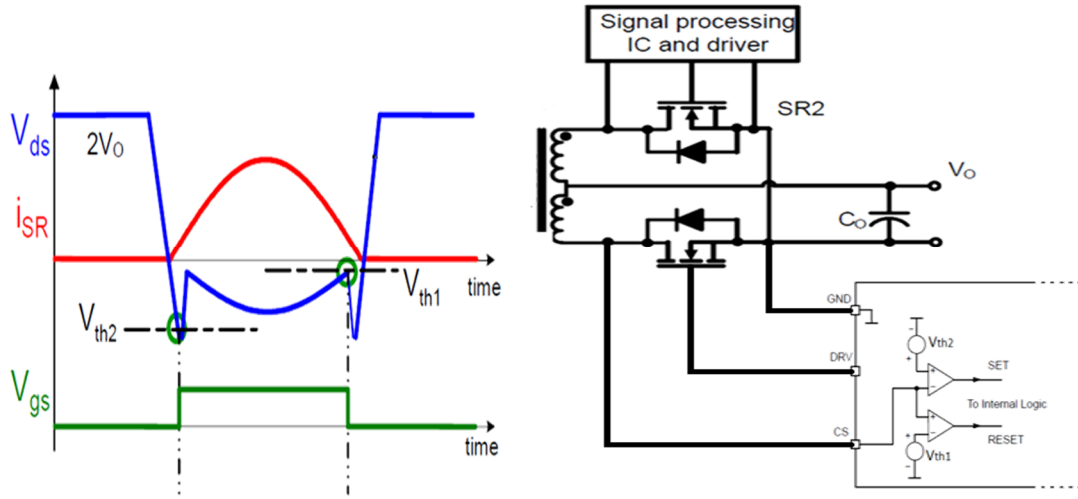 Vds
2VO
iSR
time
Vth1
Vth2
Vgs
time
Signal processing
IC and driver
SR2
VO
CO
GND
Vth2
DRV
SET
To Internal Logic
CS
RESET
Vth1